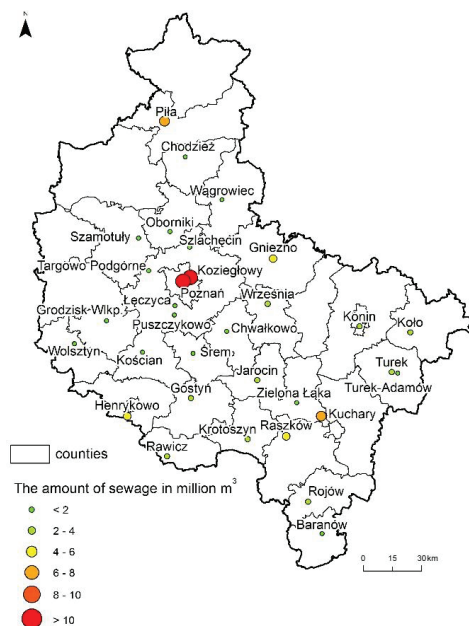 N
Piła
Chodzież
Wągrowiec
Oborniki
Szamotuły
Szlachęcin
Gniezno
Targowo Podgórne
Koziegłowy
Poznań
Łęczyca
Września
Grodzisk-Wlkp.
Puszczykowo
Chwałkowo
Konin
Koło
Wolsztyn
Kościan
Śrem
Turek
Jarocin
Turek-Adamów
Gostyń
Zielona Łąka
Henrykowo
Kuchary
Krotoszyn
Raszków
Rawicz
counties
The amount of sewage in million m³
Rojów
< 2
Baranów
2 - 4
4 - 6
6 - 8
0 15 30km
8 - 10
> 10